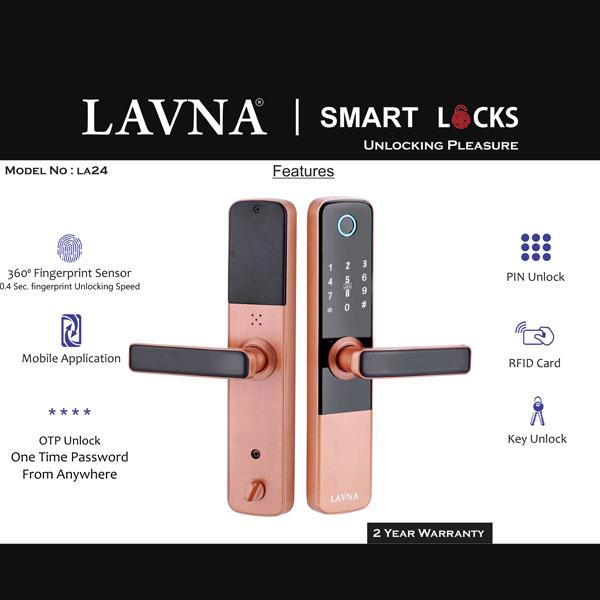 LAVNA® | SMART LOCKS
UNLOCKING PLEASURE
MODEL NO : LA24
Features
360º Fingerprint Sensor
0.4 Sec. fingerprint Unlocking Speed
Mobile Application
****
OTP Unlock
One Time Password
From Anywhere
1 2 3
4 5 6
7 8 9
* 0 #
LAVNA
PIN Unlock
RFID Card
Key Unlock
2 YEAR WARRANTY